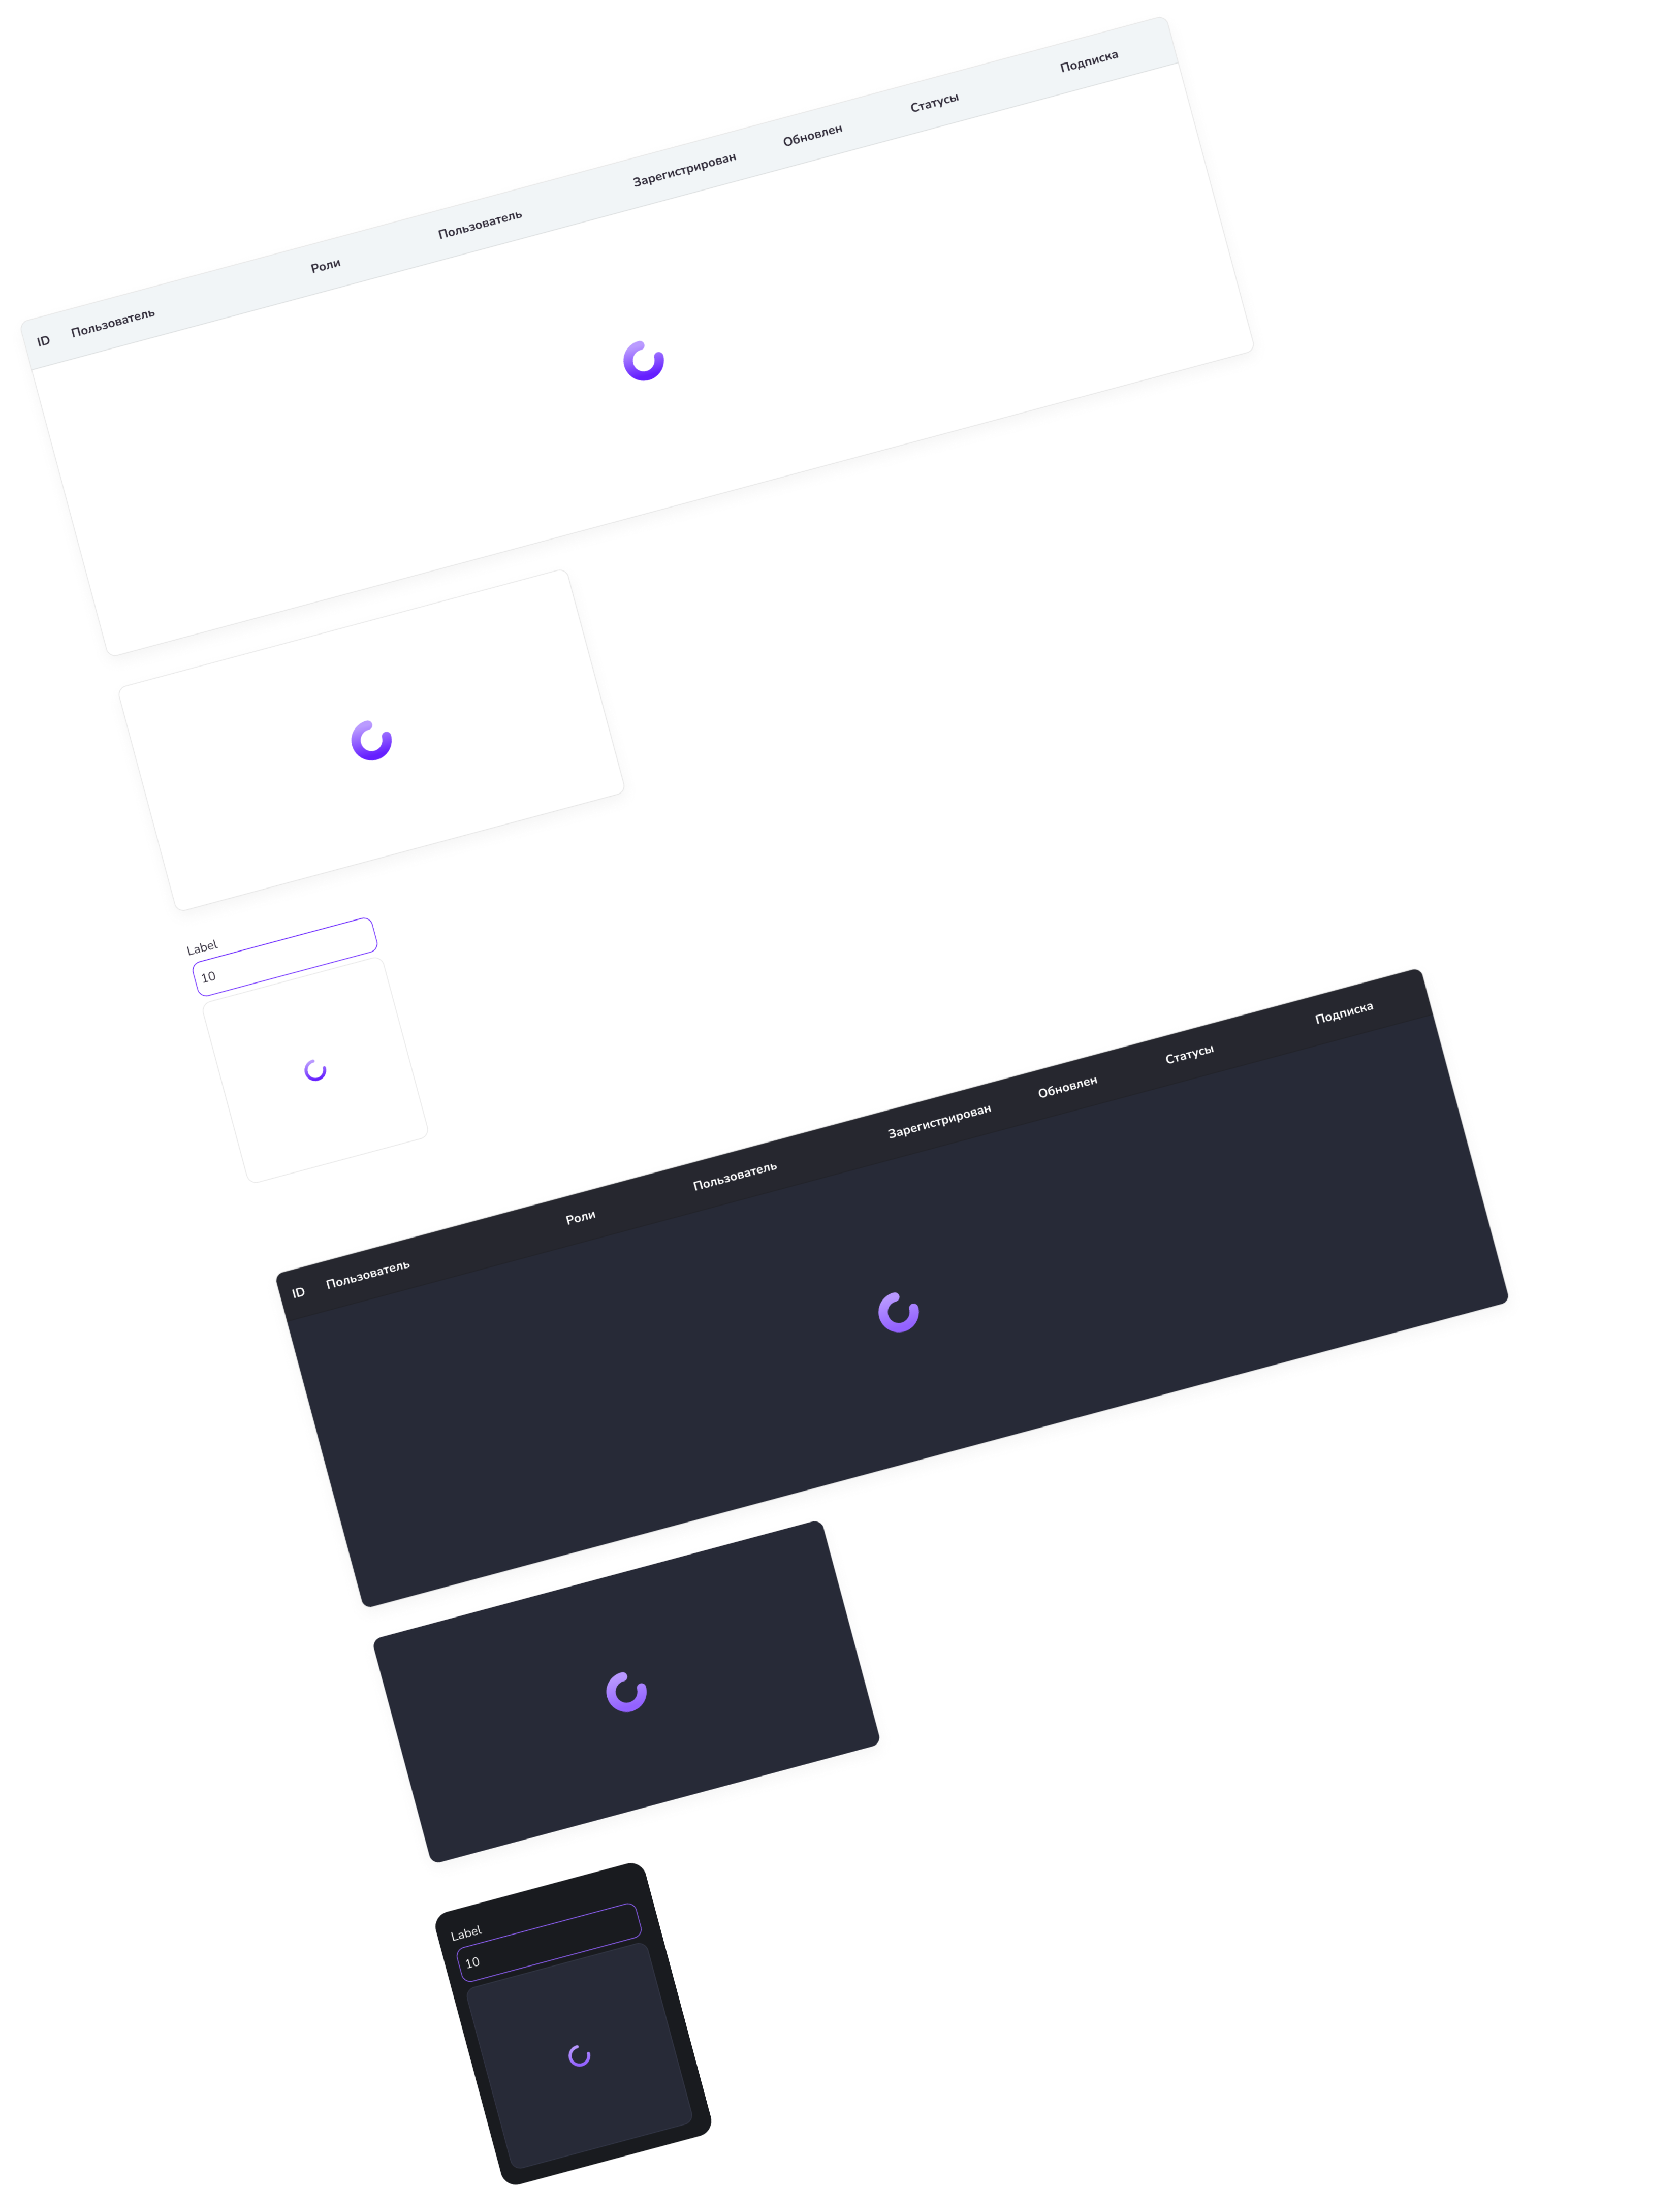 ID Пользователь Роли Пользователь Зарегистрирован Обновлен Статусы Подписка
Label
10
ID Пользователь Роли Пользователь Зарегистрирован Обновлен Статусы Подписка
Label
10